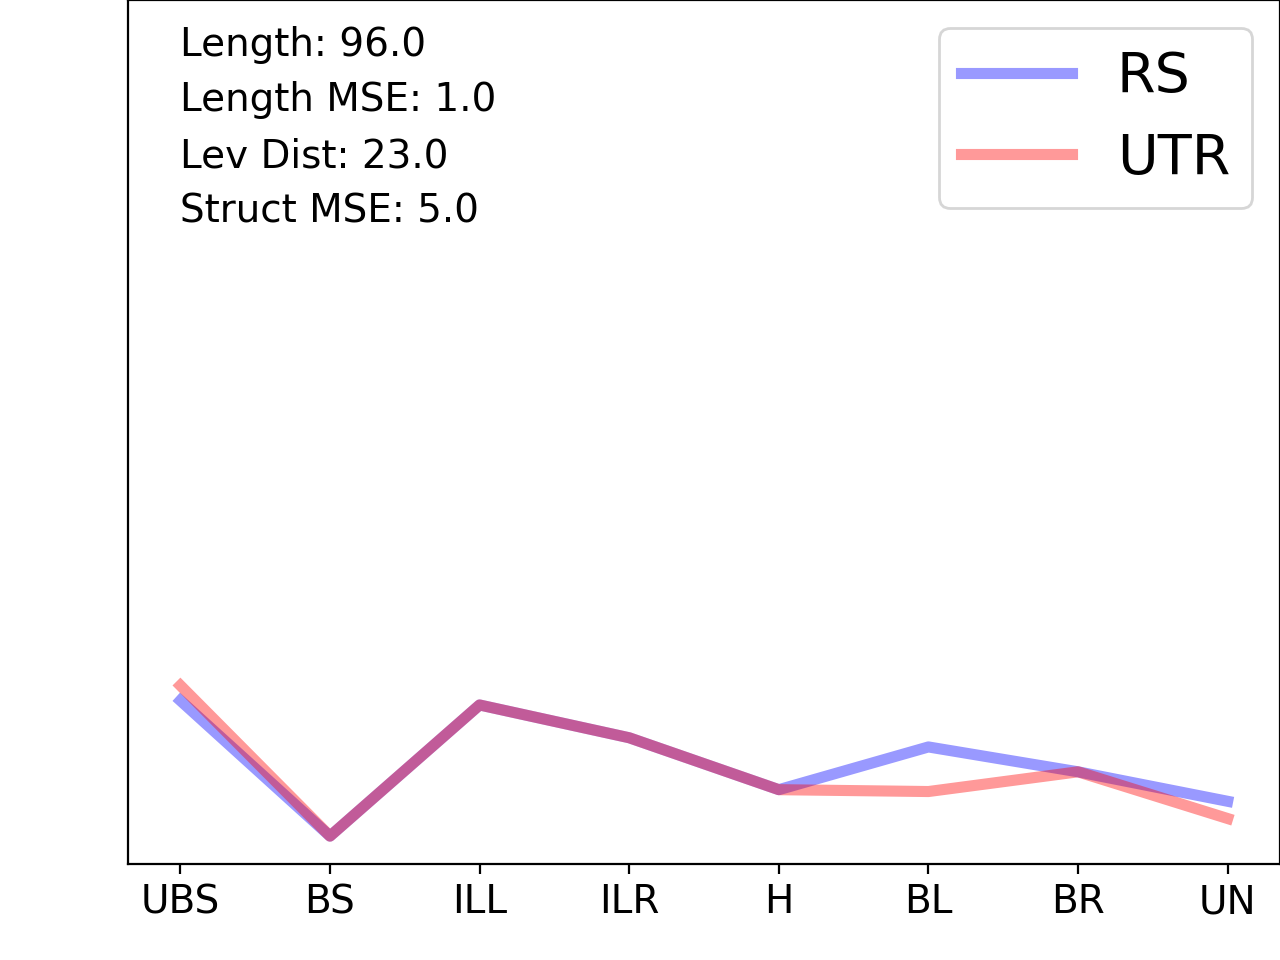 Length: 96.0
Length MSE: 1.0
Lev Dist: 23.0
Struct MSE: 5.0
RS
UTR
UBS BS ILL ILR H BL BR UN